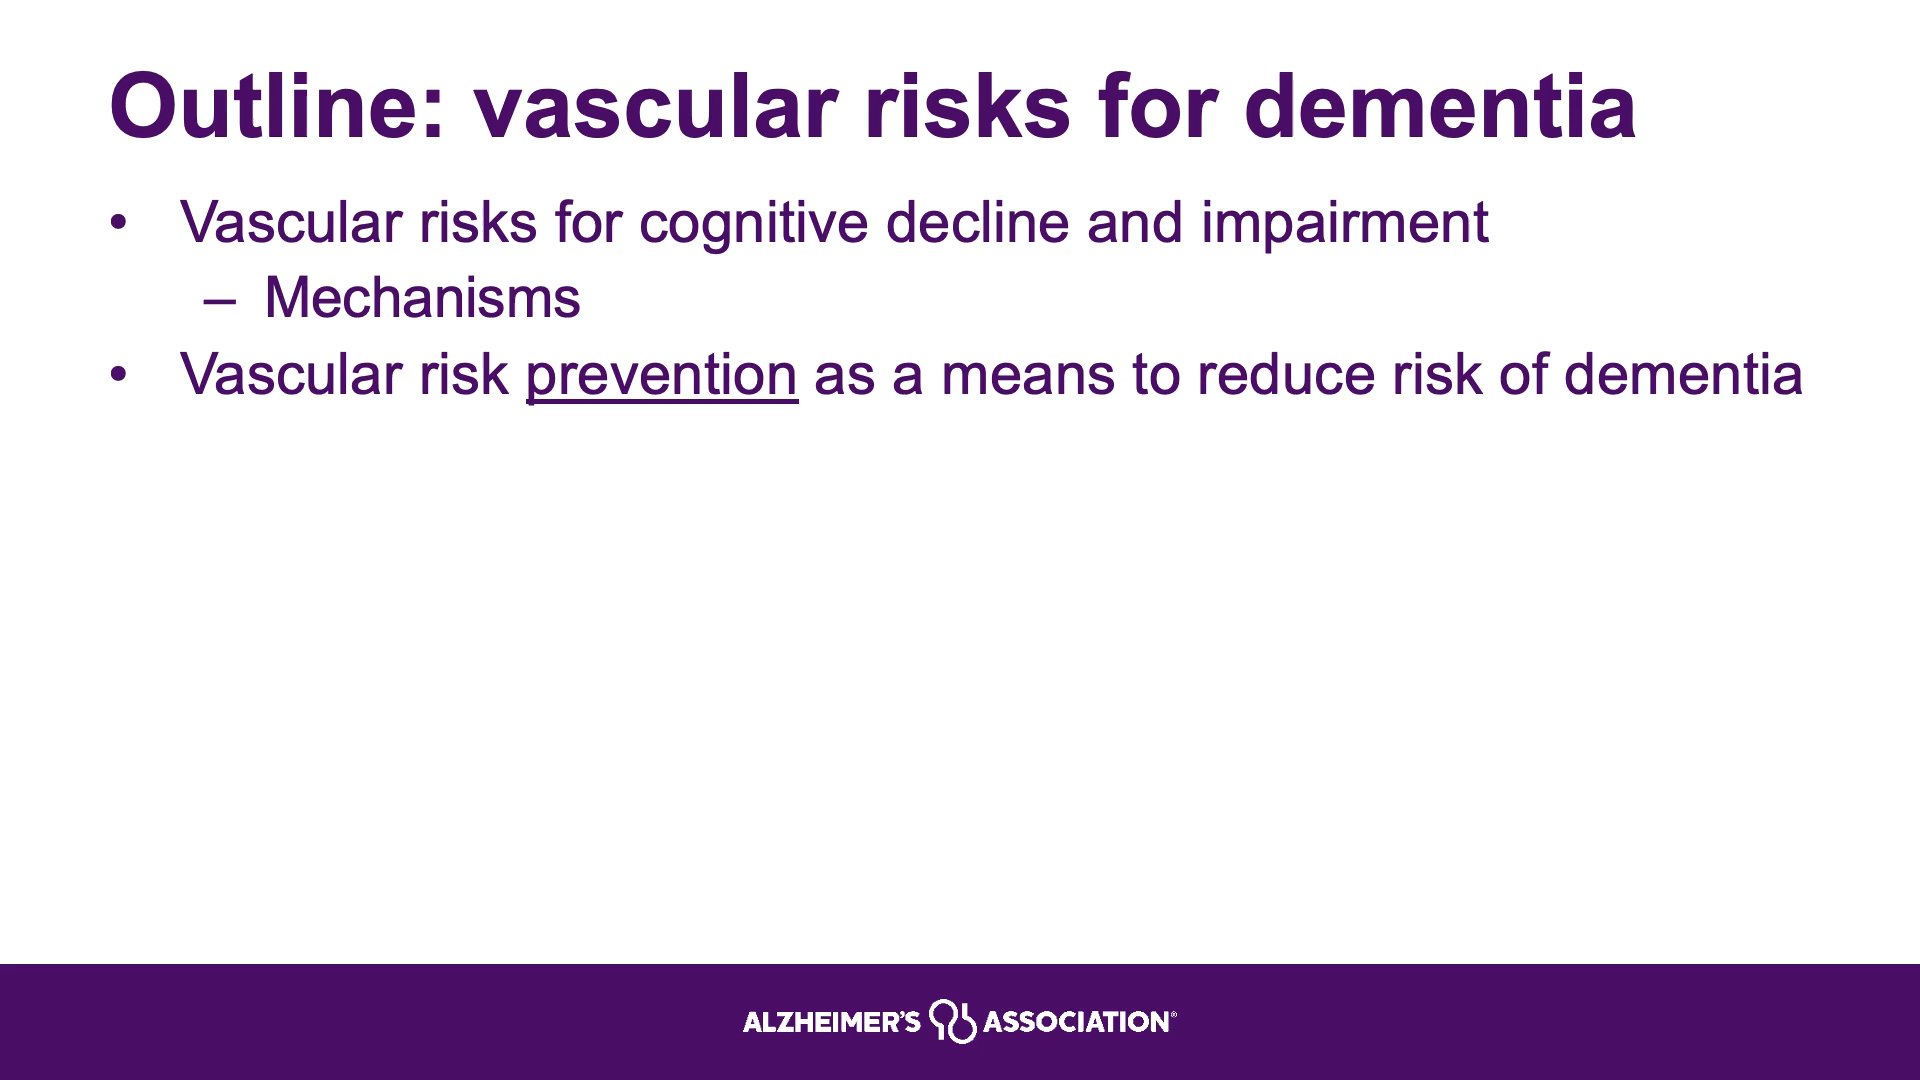 Outline: vascular risks for dementia
• Vascular risks for cognitive decline and impairment
– Mechanisms
• Vascular risk prevention as a means to reduce risk of dementia
ALZHEIMER'S ASSOCIATION®